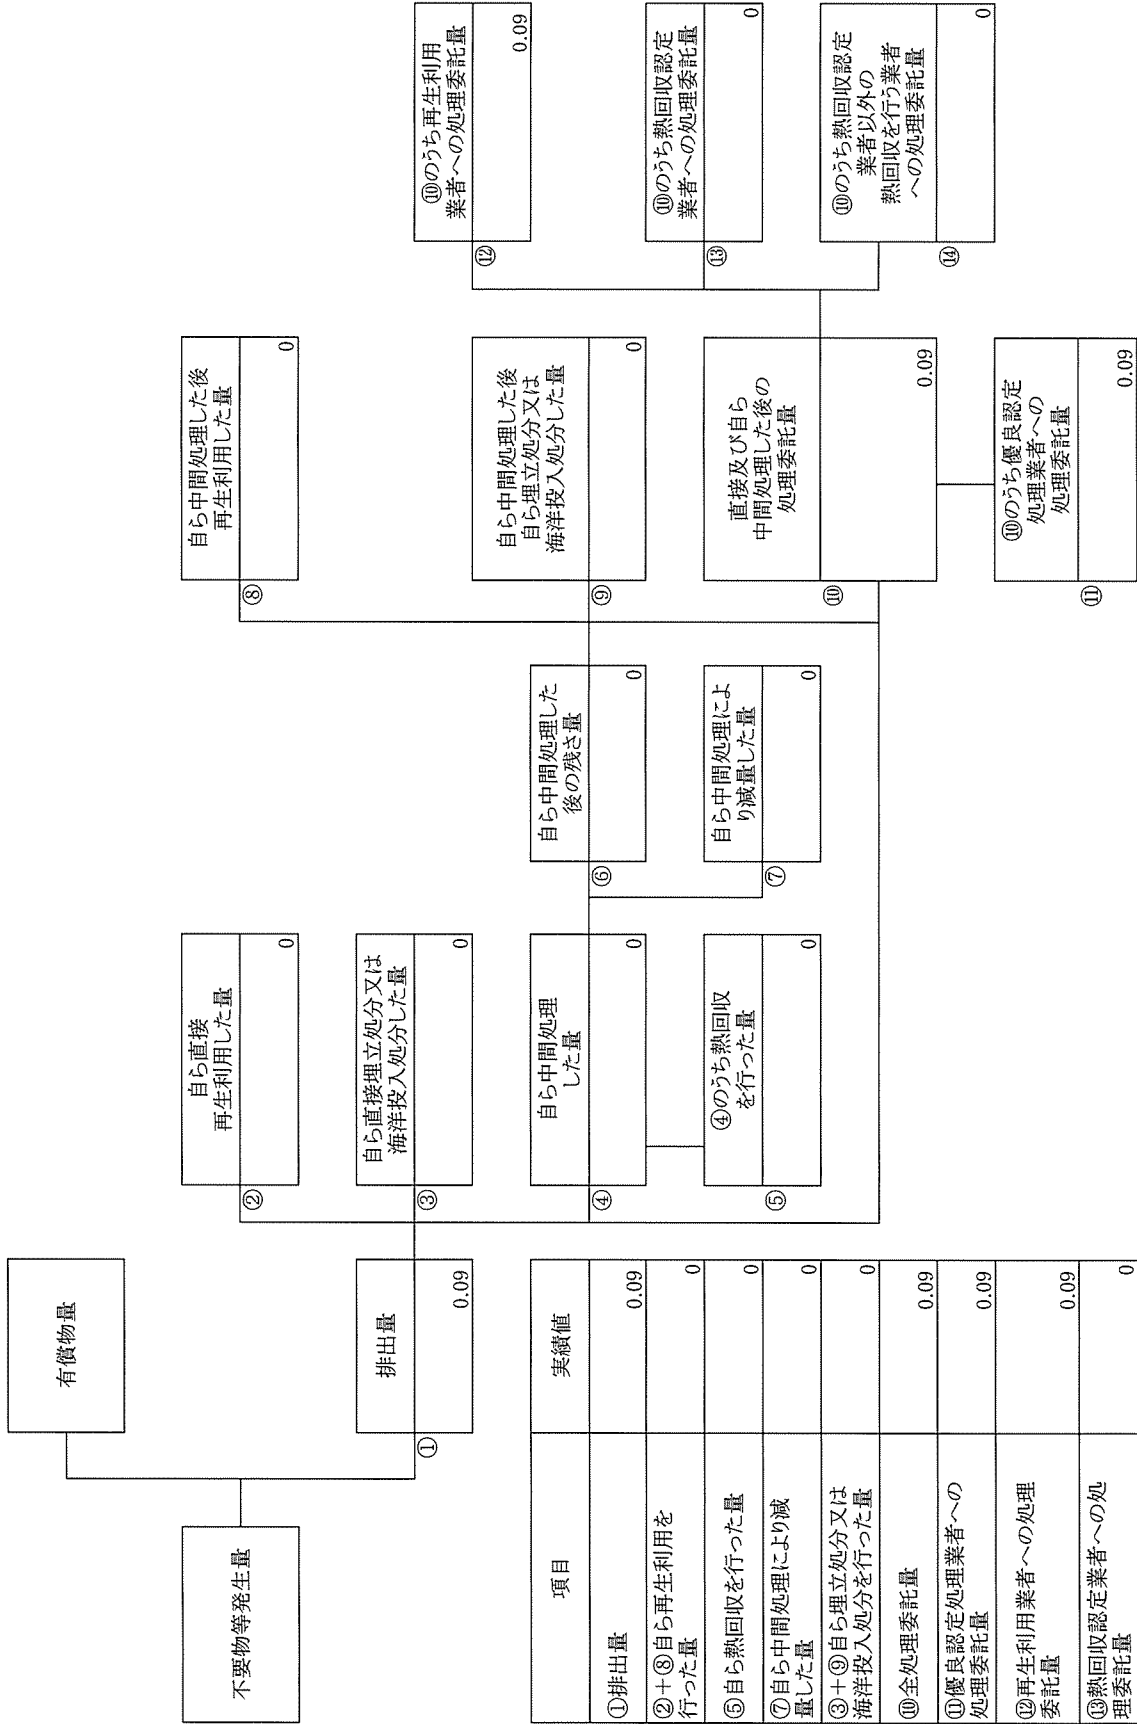 不要物等発生量
有償物量
①
排出量
0.09
②
自ら直接
再生利用した量
0
③
自ら直接埋立処分又は
海洋投入処分した量
0
④
自ら中間処理
した量
0
⑤
④のうち熱回収
を行った量
0
⑥
自ら中間処理した
後の残さ量
0
⑦
自ら中間処理によ
り減量した量
0
⑧
自ら中間処理した後
再生利用した量
0
⑨
自ら中間処理した後
自ら埋立処分又は
海洋投入処分した量
0
⑩
直接及び自ら
中間処理した後の
処理委託量
0.09
⑪
⑩のうち優良認定
処理業者への
処理委託量
0.09
⑫
⑩のうち再生利用
業者への処理委託量
0.09
⑬
⑩のうち熱回収認定
業者への処理委託量
0
⑭
⑩のうち熱回収認定
業者以外の
熱回収を行う業者
への処理委託量
0
項目
実績値
①排出量
0.09
②+⑧自ら再生利用を
行った量
0
⑤自ら熱回収を行った量
0
⑦自ら中間処理により減
量した量
0
③+⑨自ら埋立処分又は
海洋投入処分を行った量
0
⑩全処理委託量
0.09
⑪優良認定処理業者への
処理委託量
0.09
⑫再生利用業者への処理
委託量
0.09
⑬熱回収認定業者への処
理委託量
0